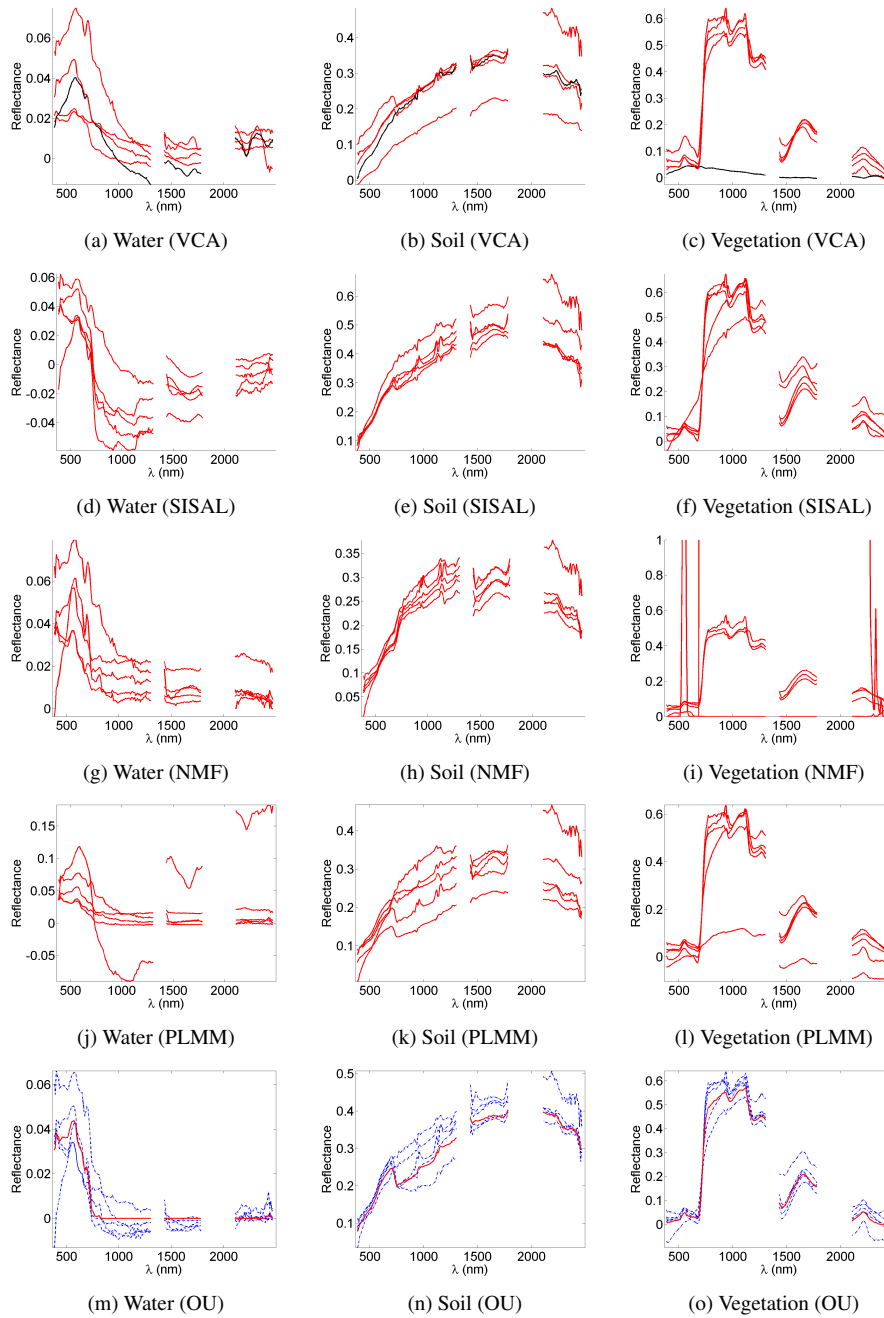 0.06
0.04
0.02
0
Reflectance
500 1000 1500 2000
λ (nm)
(a) Water (VCA)
0.4
0.3
0.2
0.1
0
Reflectance
500 1000 1500 2000
λ (nm)
(b) Soil (VCA)
0.6
0.5
0.4
0.3
0.2
0.1
0
Reflectance
500 1000 1500 2000
λ (nm)
(c) Vegetation (VCA)
0.06
0.04
0.02
0
-0.02
-0.04
Reflectance
500 1000 1500 2000
λ (nm)
(d) Water (SISAL)
0.6
0.5
0.4
0.3
0.2
0.1
Reflectance
500 1000 1500 2000
λ (nm)
(e) Soil (SISAL)
0.6
0.5
0.4
0.3
0.2
0.1
0
Reflectance
500 1000 1500 2000
λ (nm)
(f) Vegetation (SISAL)
0.06
0.04
0.02
0
Reflectance
500 1000 1500 2000
λ (nm)
(g) Water (NMF)
0.35
0.3
0.25
0.2
0.15
0.1
0.05
Reflectance
500 1000 1500 2000
λ (nm)
(h) Soil (NMF)
1
0.8
0.6
0.4
0.2
0
Reflectance
500 1000 1500 2000
λ (nm)
(i) Vegetation (NMF)
0.15
0.1
0.05
0
-0.05
Reflectance
500 1000 1500 2000
λ (nm)
(j) Water (PLMM)
0.4
0.3
0.2
0.1
Reflectance
500 1000 1500 2000
λ (nm)
(k) Soil (PLMM)
0.6
0.4
0.2
0
Reflectance
500 1000 1500 2000
λ (nm)
(l) Vegetation (PLMM)
0.06
0.04
0.02
0
Reflectance
500 1000 1500 2000
λ (nm)
(m) Water (OU)
0.5
0.4
0.3
0.2
0.1
Reflectance
500 1000 1500 2000
λ (nm)
(n) Soil (OU)
0.6
0.5
0.4
0.3
0.2
0.1
0
Reflectance
500 1000 1500 2000
λ (nm)
(o) Vegetation (OU)